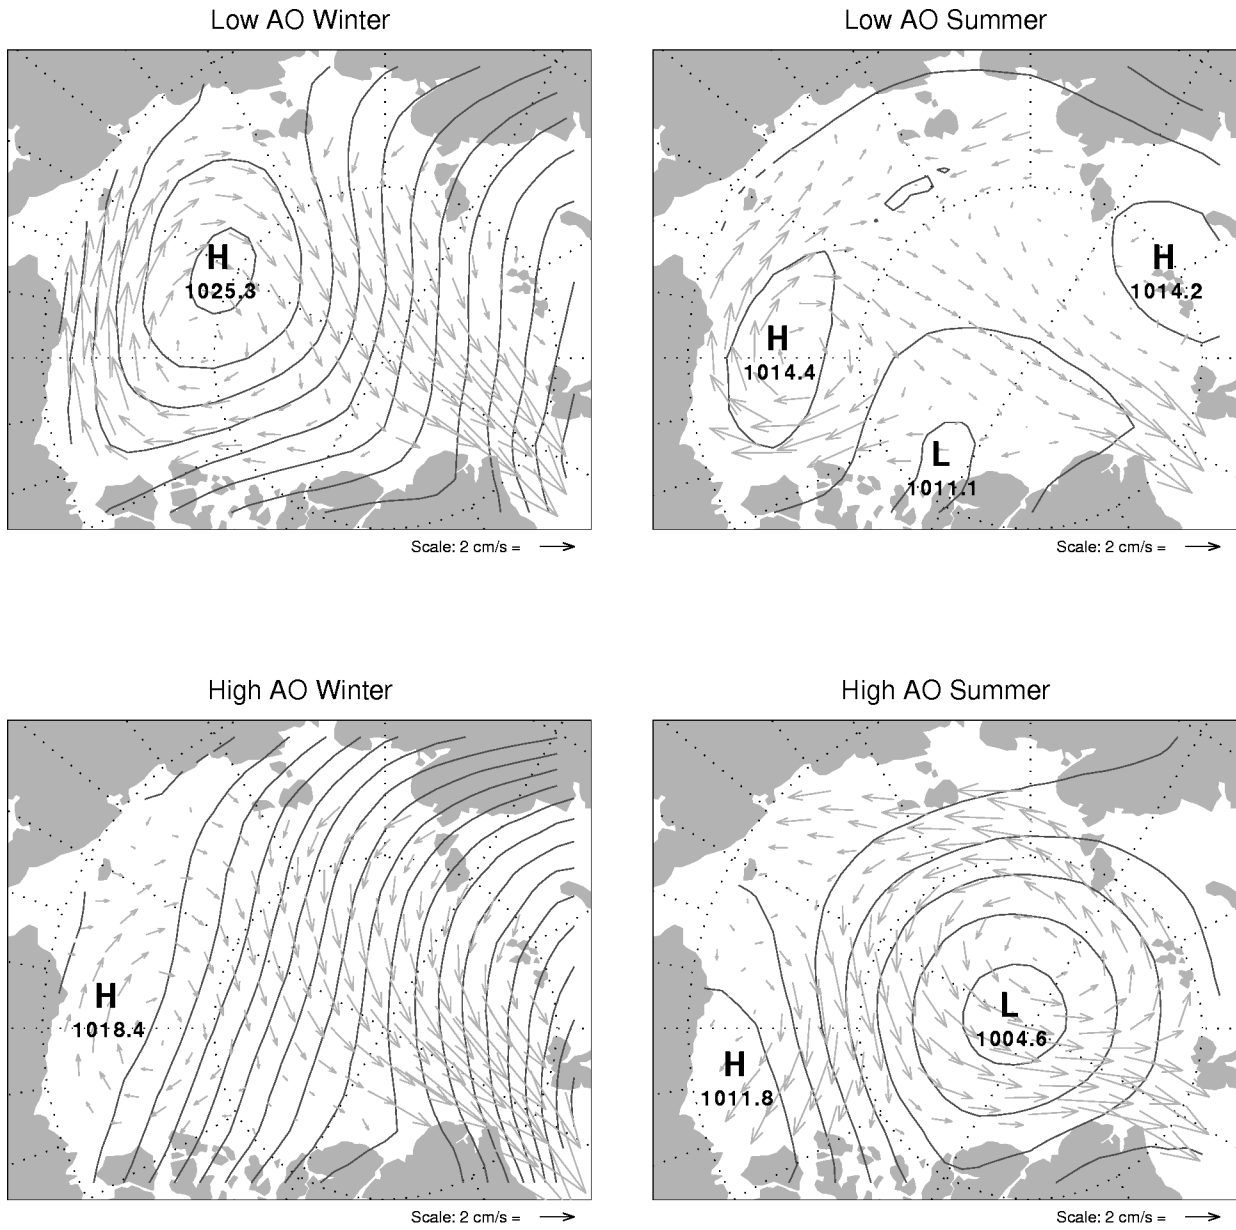 Low AO Winter
Low AO Summer
H
1025.3
H
1014.2
H
1014.4
L
1011.1
Scale: 2 cm/s =
Scale: 2 cm/s =
High AO Winter
High AO Summer
H
1018.4
L
1004.6
H
1011.8
Scale: 2 cm/s =
Scale: 2 cm/s =